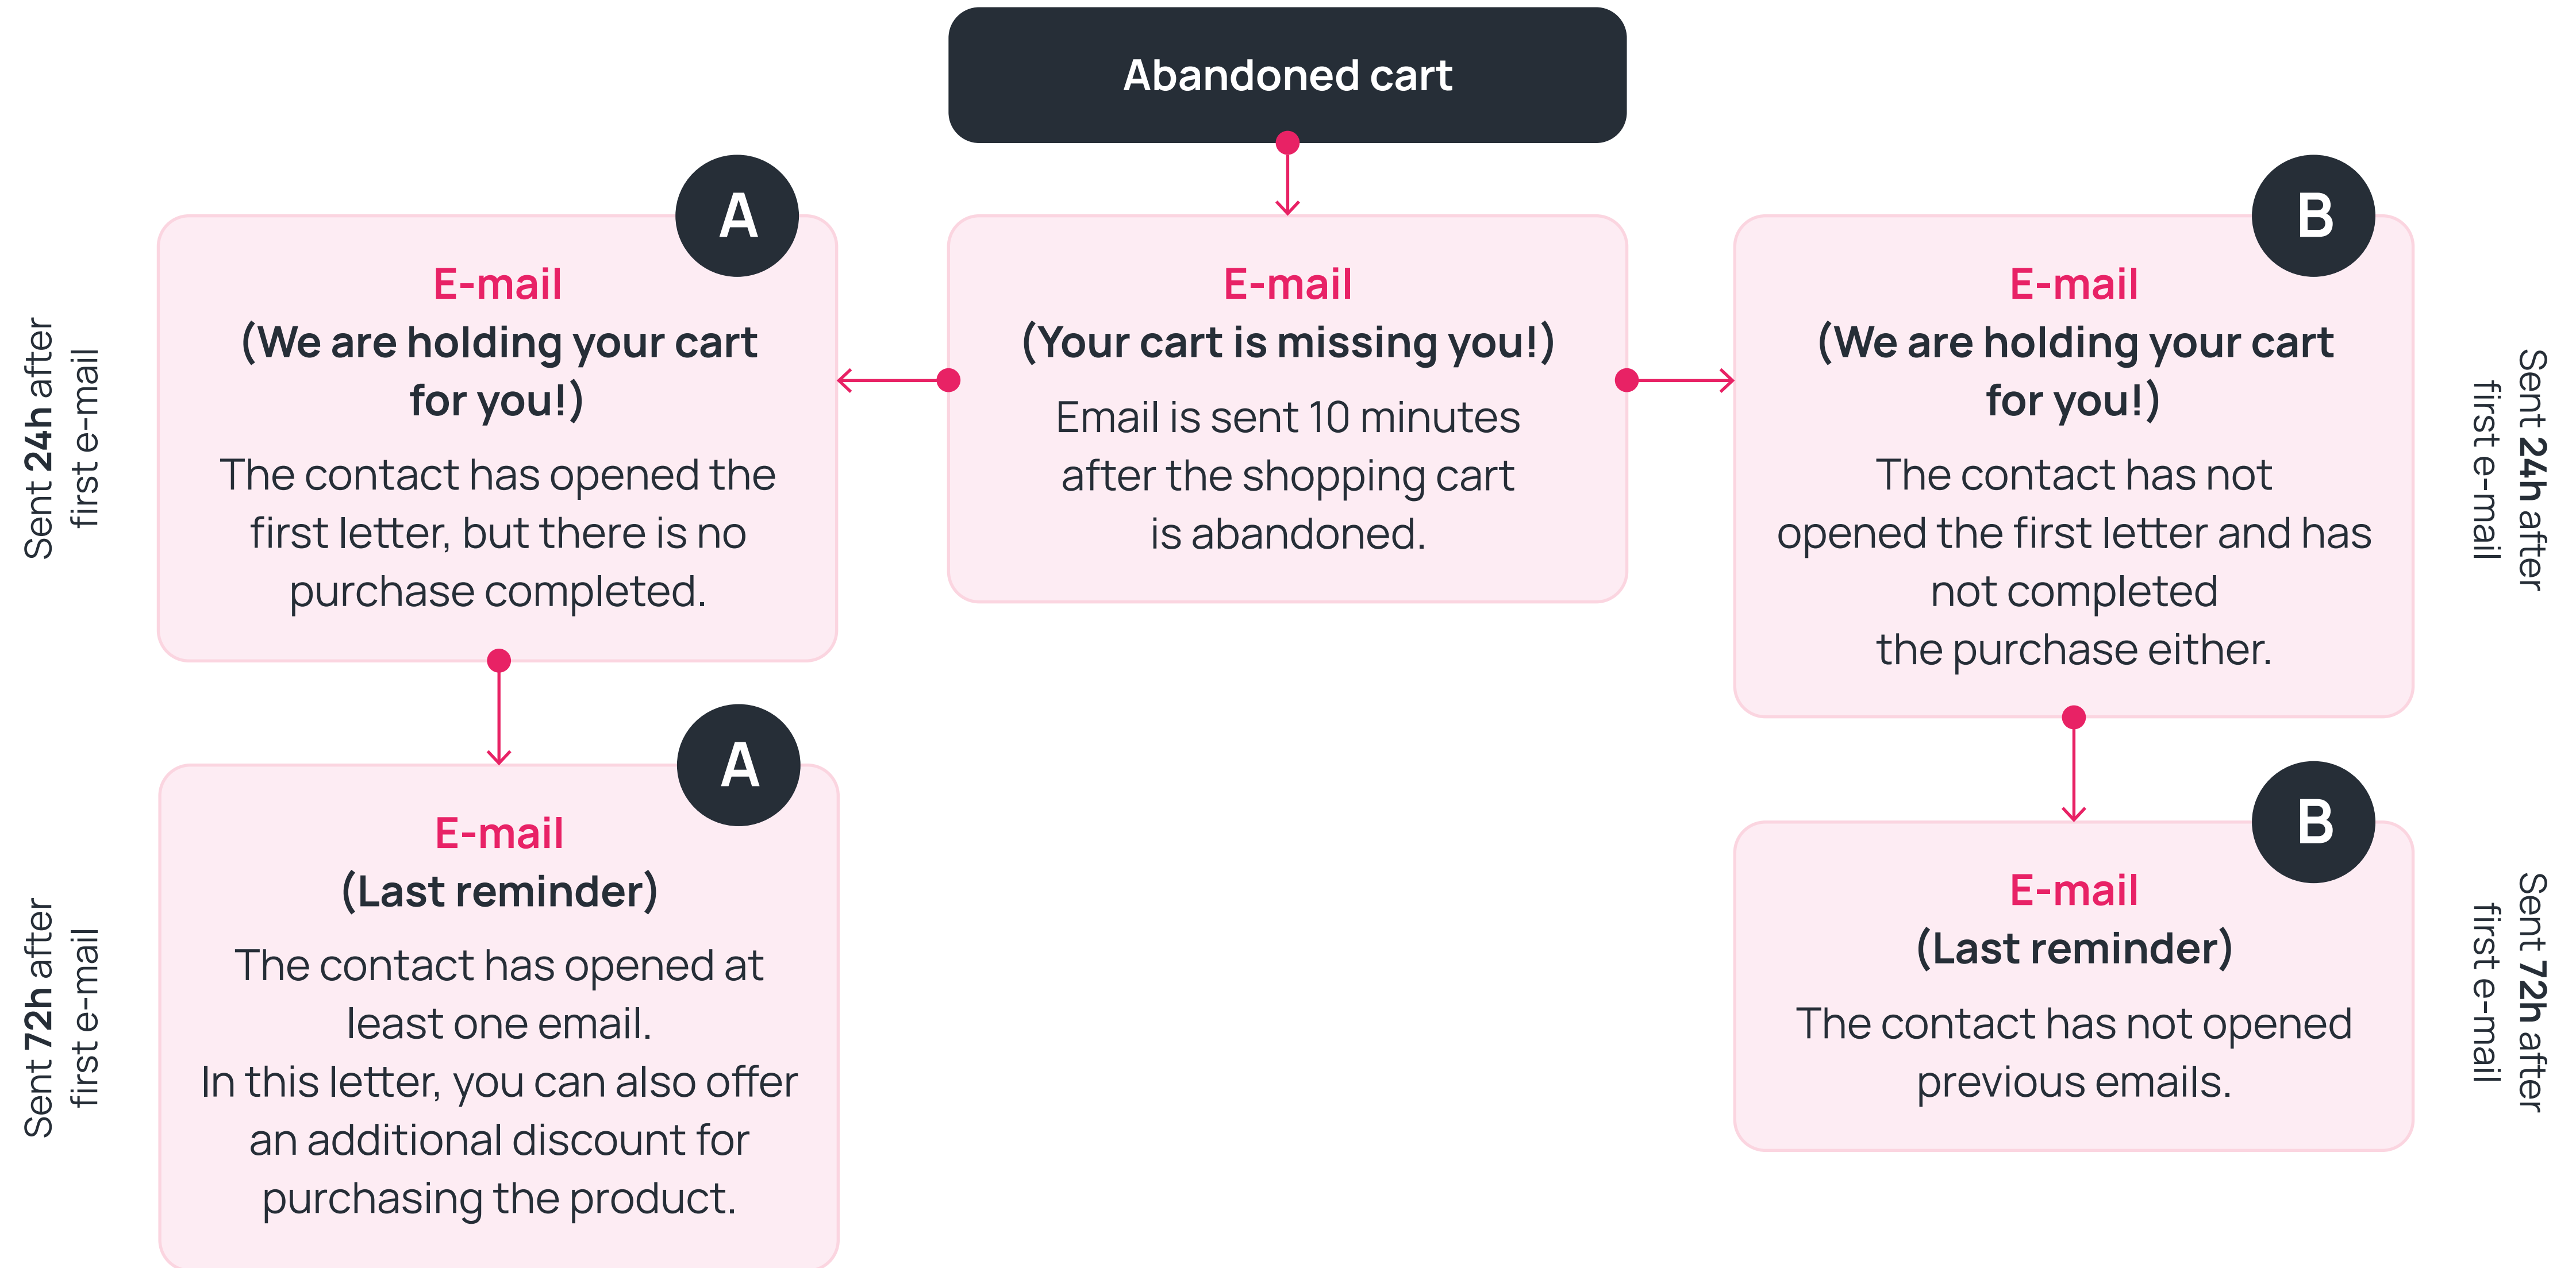 Abandoned cart
A
E-mail
(We are holding your cart
for you!)
The contact has opened the
first letter, but there is no
purchase completed.
Sent 24h after
first e-mail
E-mail
(Your cart is missing you!)
Email is sent 10 minutes
after the shopping cart
is abandoned.
B
E-mail
(We are holding your cart
for you!)
The contact has not
opened the first letter and has
not completed
the purchase either.
Sent 24h after
first e-mail
A
E-mail
(Last reminder)
The contact has opened at
least one email.
In this letter, you can also offer
an additional discount for
purchasing the product.
Sent 72h after
first e-mail
B
E-mail
(Last reminder)
The contact has not opened
previous emails.
Sent 72h after
first e-mail